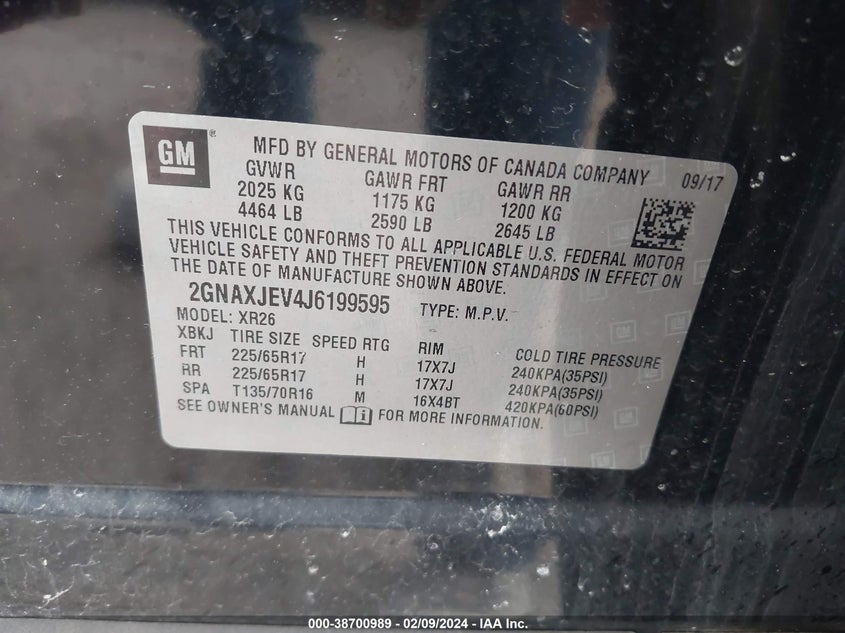 GM ®
MFD BY GENERAL MOTORS OF CANADA COMPANY 09/17
GVWR GAWR FRT GAWR RR
2025 KG 1175 KG 1200 KG
4464 LB 2590 LB 2645 LB
THIS VEHICLE CONFORMS TO ALL APPLICABLE U.S. FEDERAL MOTOR
VEHICLE SAFETY AND THEFT PREVENTION STANDARDS IN EFFECT ON
THE DATE OF MANUFACTURE SHOWN ABOVE.
2GNAXJEV4J6199595 TYPE: M.P.V.
MODEL: XR26
XBKJ TIRE SIZE SPEED RTG RIM COLD TIRE PRESSURE
FRT 225/65R17 H 17X7J 240KPA(35PSI)
RR 225/65R17 H 17X7J 240KPA(35PSI)
SPA T135/70R16 M 16X4BT 420KPA(60PSI)
SEE OWNER'S MANUAL FOR MORE INFORMATION.
000-38700989 - 02/09/2024 - IAA Inc.